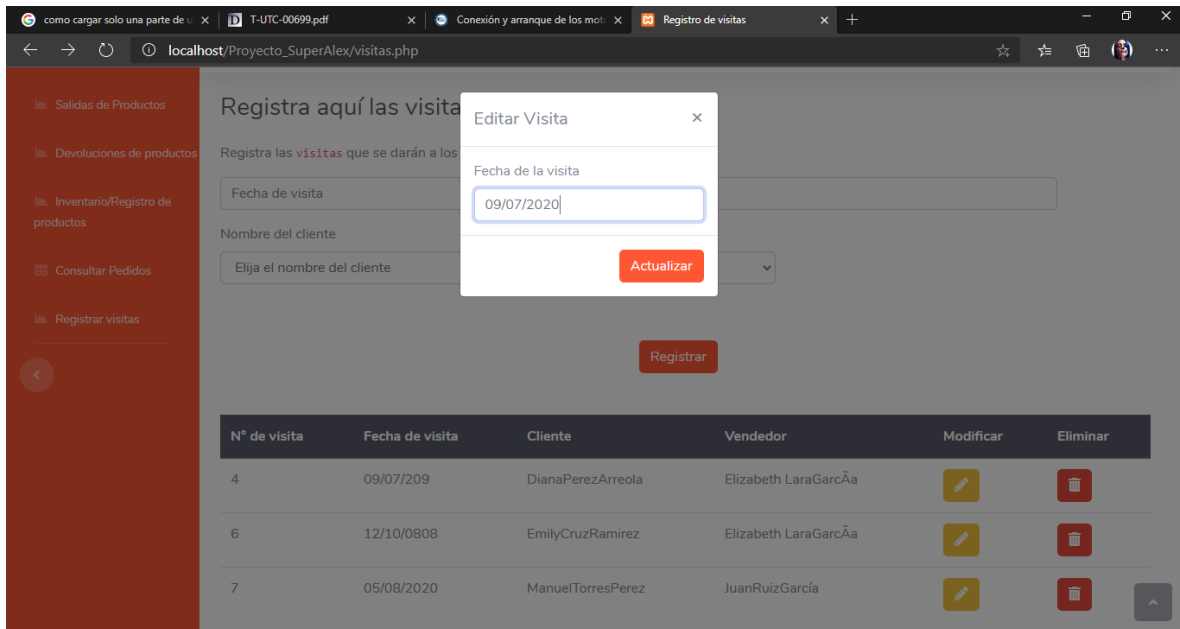 como cargar solo una parte de u
T-UTC-00699.pdf
Conexión y arranque de los mot
Registro de visitas
localhost/Proyecto_SuperAlex/visitas.php
Salidas de Productos
Devoluciones de productos
Inventario/Registro de
productos
Consultar Pedidos
Registrar visitas
Registra aquí las visita
Registra las visitas que se darán a los
Fecha de visita
Nombre del cliente
Elija el nombre del cliente
Editar Visita
×
Fecha de la visita
09/07/2020
Actualizar
Registrar
N° de visita Fecha de visita Cliente Vendedor Modificar Eliminar
4 09/07/209 DianaPerezArreola Elizabeth LaraGarcÃa
6 12/10/0808 EmilyCruzRamirez Elizabeth LaraGarcÃa
7 05/08/2020 ManuelTorresPerez JuanRuizGarcía